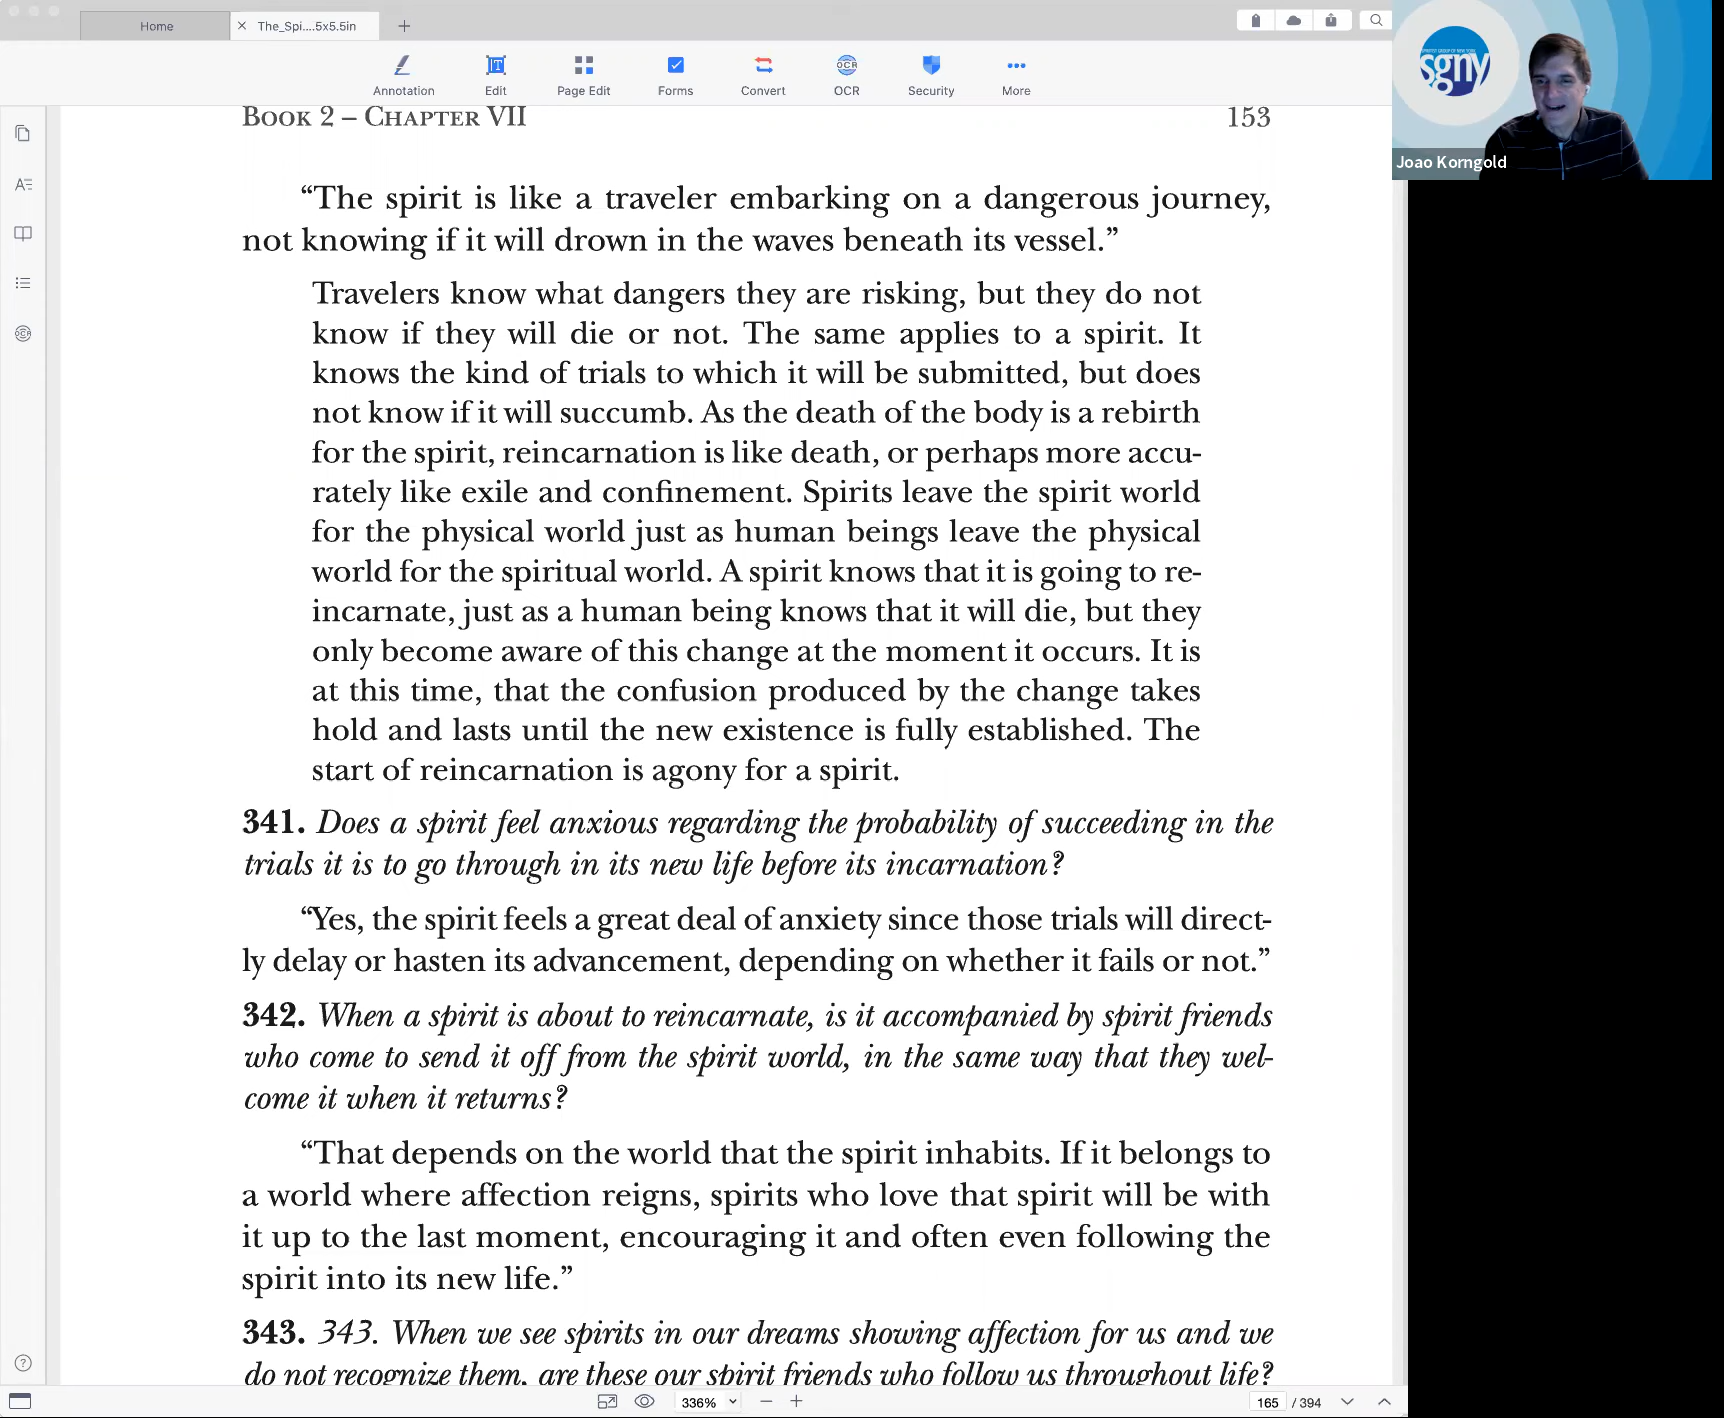 Home
The_Spi....5x5.5in
Annotation
Edit
Page Edit
Forms
Convert
OCR
OCR
Security
More
sgny
Joao Korngold
BOOK 2 – CHAPTER VII 153
“The spirit is like a traveler embarking on a dangerous journey,
not knowing if it will drown in the waves beneath its vessel.”
Travelers know what dangers they are risking, but they do not
know if they will die or not. The same applies to a spirit. It
knows the kind of trials to which it will be submitted, but does
not know if it will succumb. As the death of the body is a rebirth
for the spirit, reincarnation is like death, or perhaps more accu-
rately like exile and confinement. Spirits leave the spirit world
for the physical world just as human beings leave the physical
world for the spiritual world. A spirit knows that it is going to re-
incarnate, just as a human being knows that it will die, but they
only become aware of this change at the moment it occurs. It is
at this time, that the confusion produced by the change takes
hold and lasts until the new existence is fully established. The
start of reincarnation is agony for a spirit.
341. Does a spirit feel anxious regarding the probability of succeeding in the
trials it is to go through in its new life before its incarnation?
“Yes, the spirit feels a great deal of anxiety since those trials will direct-
ly delay or hasten its advancement, depending on whether it fails or not.”
342. When a spirit is about to reincarnate, is it accompanied by spirit friends
who come to send it off from the spirit world, in the same way that they wel-
come it when it returns?
“That depends on the world that the spirit inhabits. If it belongs to
a world where affection reigns, spirits who love that spirit will be with
it up to the last moment, encouraging it and often even following the
spirit into its new life.”
343. 343. When we see spirits in our dreams showing affection for us and we
do not recognize them, are these our spirit friends who follow us throughout life?
336%
165 / 394